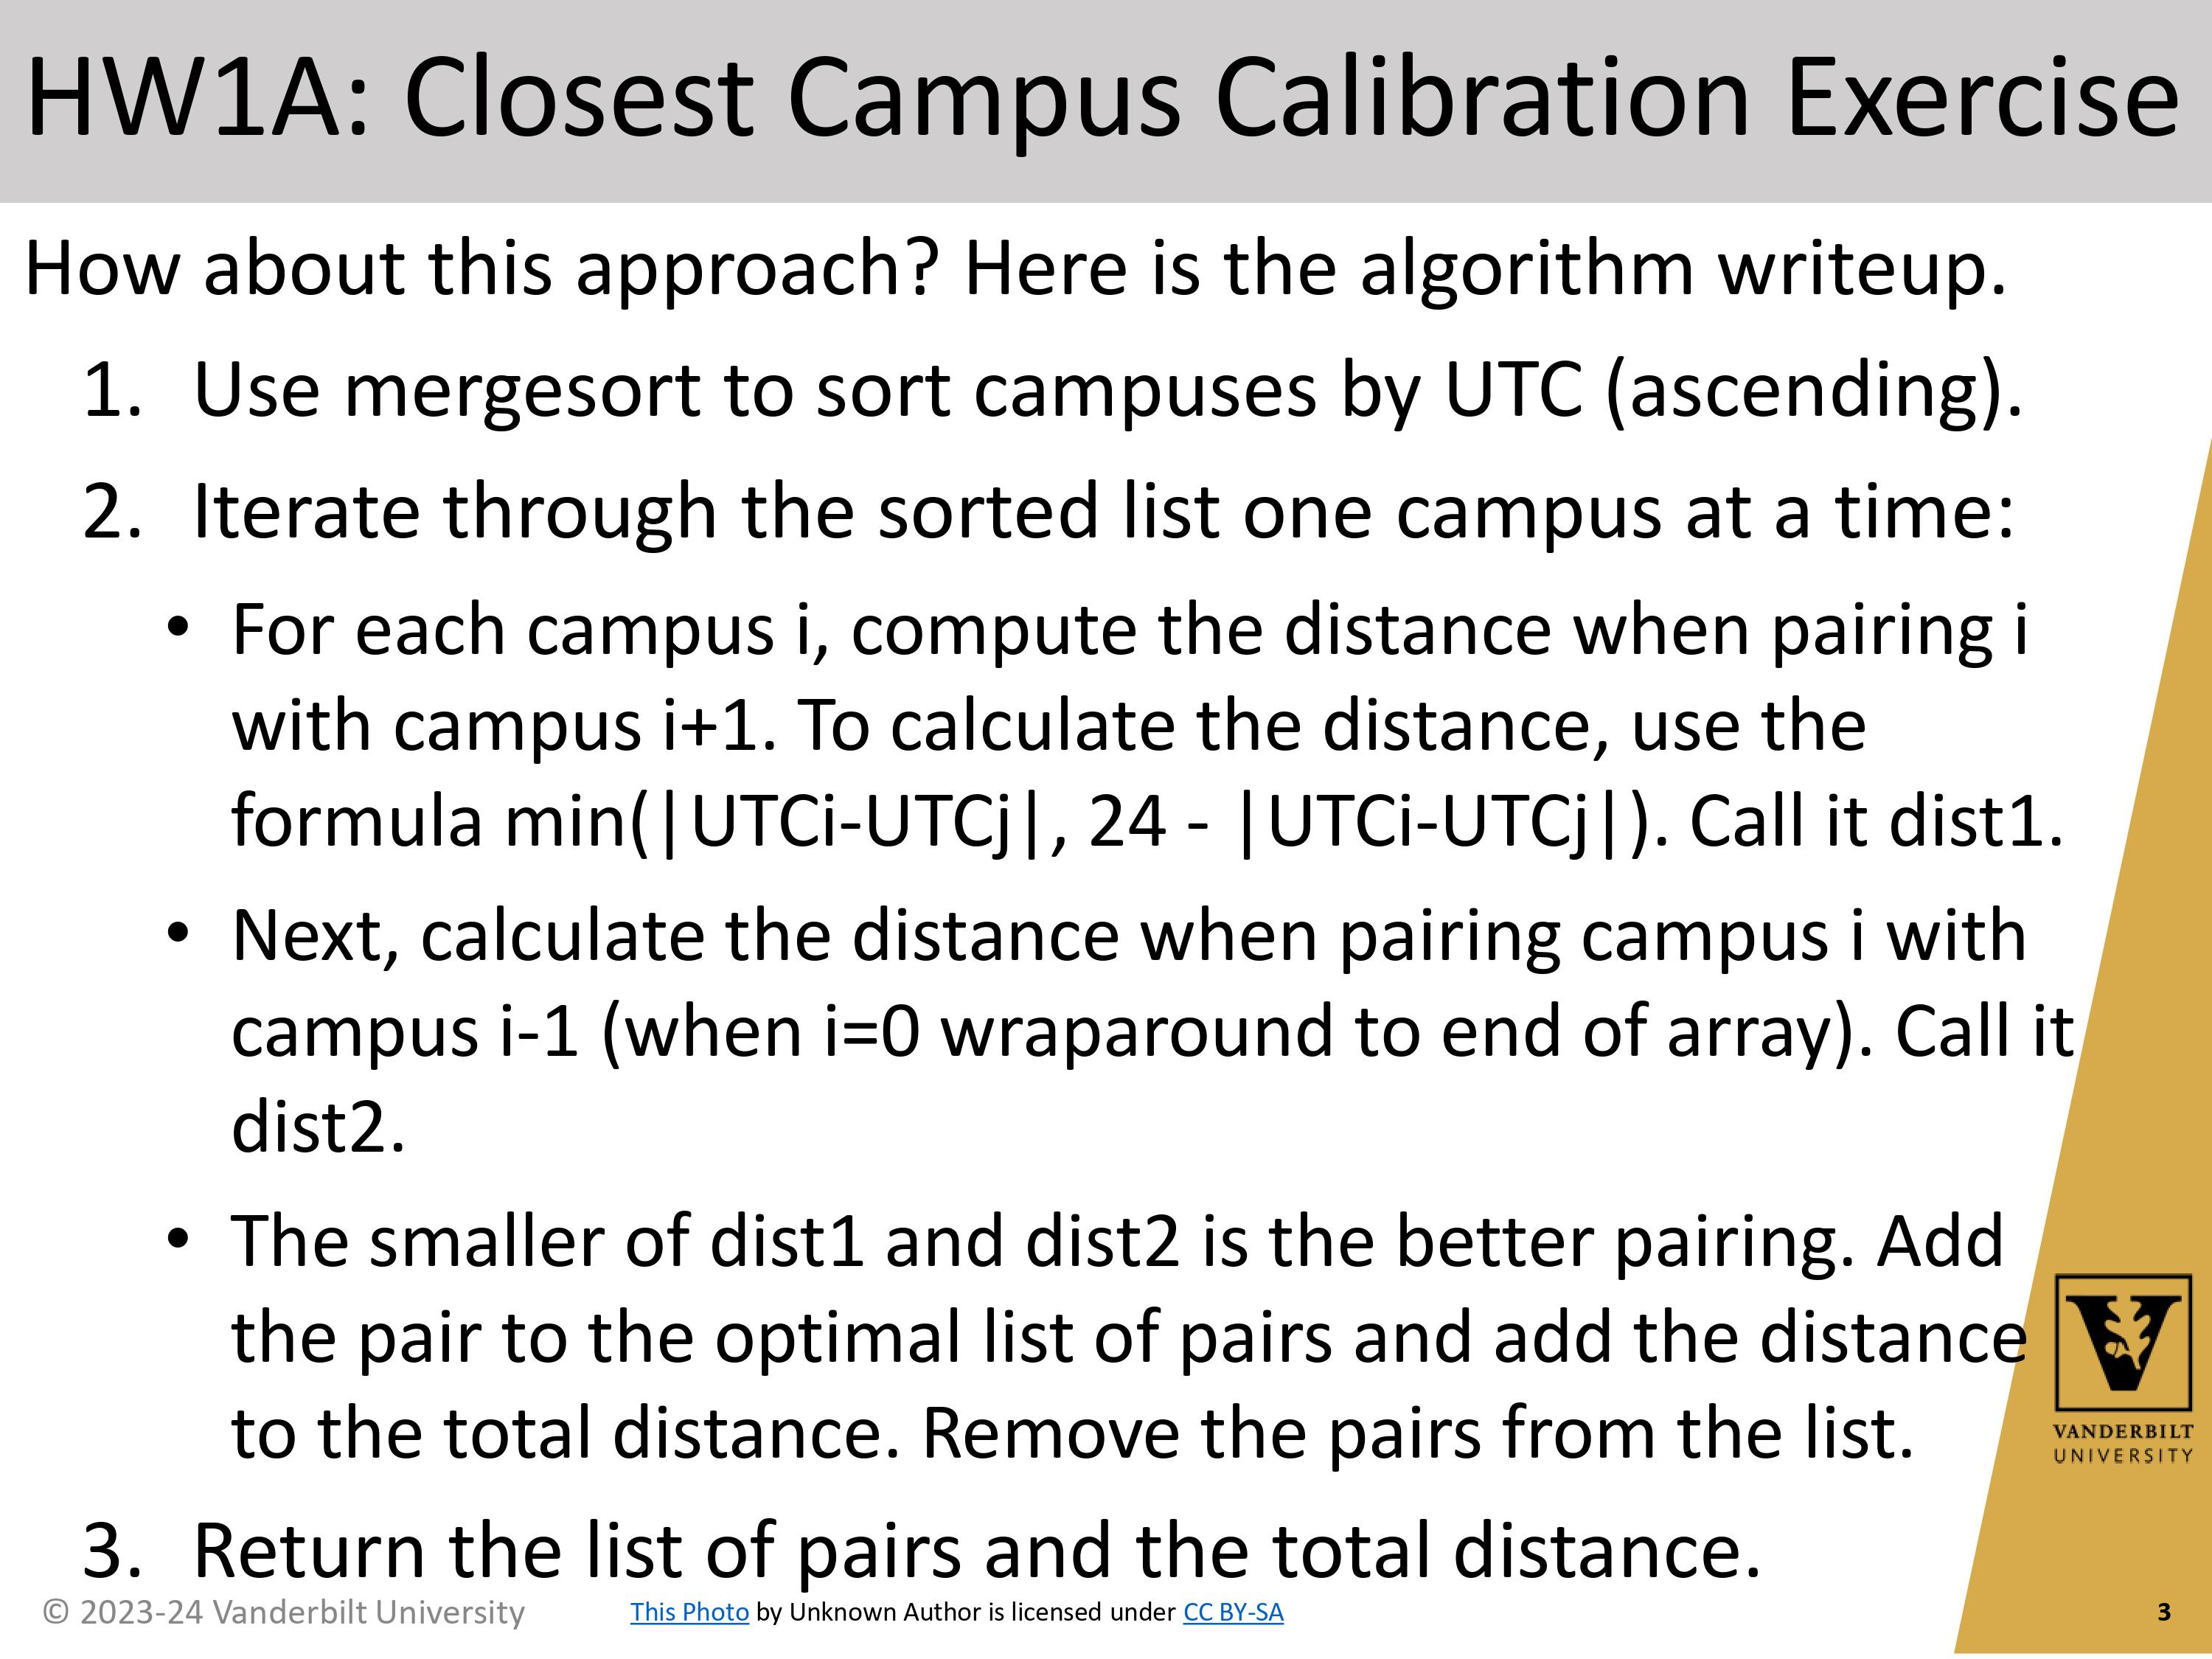 HW1A: Closest Campus Calibration Exercise
How about this approach? Here is the algorithm writeup.
1. Use mergesort to sort campuses by UTC (ascending).
2. Iterate through the sorted list one campus at a time:
• For each campus i, compute the distance when pairing i
with campus i+1. To calculate the distance, use the
formula min(|UTCi-UTCj|, 24 - |UTCi-UTCj|). Call it dist1.
• Next, calculate the distance when pairing campus i with
campus i-1 (when i=0 wraparound to end of array). Call it
dist2.
• The smaller of dist1 and dist2 is the better pairing. Add
the pair to the optimal list of pairs and add the distance
to the total distance. Remove the pairs from the list.
3. Return the list of pairs and the total distance.
V
VANDERBILT
UNIVERSITY
© 2023-24 Vanderbilt University
This Photo by Unknown Author is licensed under CC BY-SA
3